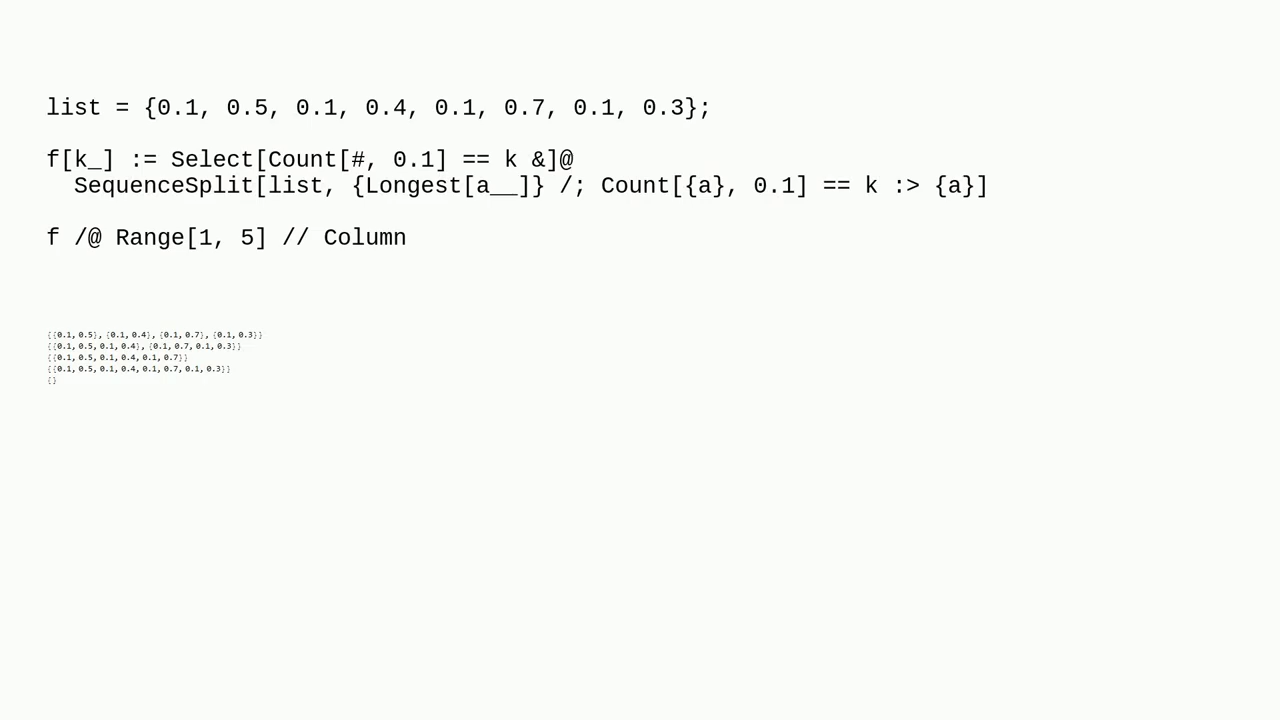 list = {0.1, 0.5, 0.1, 0.4, 0.1, 0.7, 0.1, 0.3};
f[k_] := Select[Count[#, 0.1] == k &]@
SequenceSplit[list, {Longest[a__]} /; Count[{a}, 0.1] == k :> {a}]
f /@ Range[1, 5] // Column
{{0.1, 0.5}, {0.1, 0.4}, {0.1, 0.7}, {0.1, 0.3}}
{{0.1, 0.5, 0.1, 0.4}, {0.1, 0.7, 0.1, 0.3}}
{{0.1, 0.5, 0.1, 0.4, 0.1, 0.7}}
{{0.1, 0.5, 0.1, 0.4, 0.1, 0.7, 0.1, 0.3}}
{}